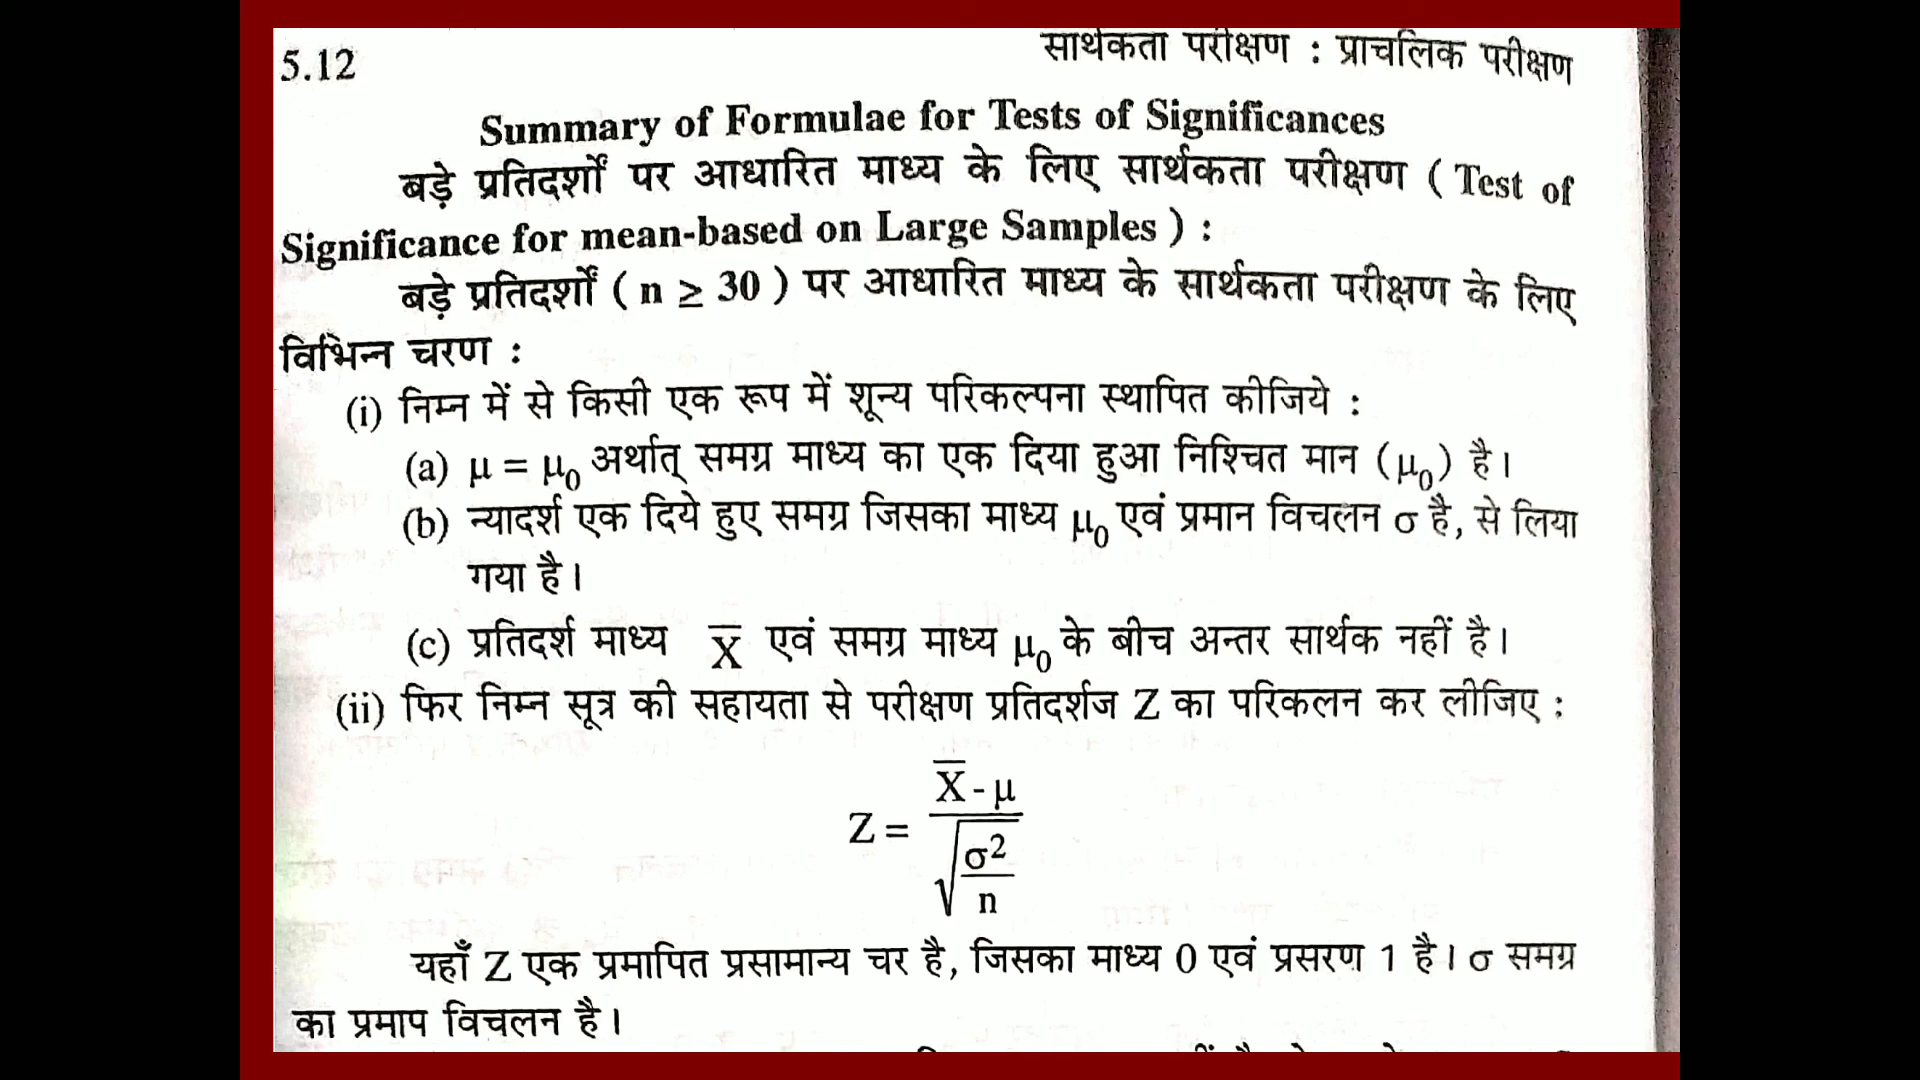 5.12
सार्थकता परीक्षण : प्राचलिक परीक्षण
Summary of Formulae for Tests of Significances
बड़े प्रतिदर्शों पर आधारित माध्य के लिए सार्थकता परीक्षण ( Test of
Significance for mean-based on Large Samples ) :
बड़े प्रतिदर्शों ( n ≥ 30 ) पर आधारित माध्य के सार्थकता परीक्षण के लिए
विभिन्न चरण :
(i) निम्न में से किसी एक रूप में शून्य परिकल्पना स्थापित कीजिये :
(a) μ = μ₀ अर्थात् समग्र माध्य का एक दिया हुआ निश्चित मान (μ₀) है।
(b) न्यादर्श एक दिये हुए समग्र जिसका माध्य μ₀ एवं प्रमान विचलन σ है, से लिया
गया है।
(c) प्रतिदर्श माध्य X̅ एवं समग्र माध्य μ₀ के बीच अन्तर सार्थक नहीं है।
(ii) फिर निम्न सूत्र की सहायता से परीक्षण प्रतिदर्शज Z का परिकलन कर लीजिए :
X̅ - μ
Z =
√σ²
n
यहाँ Z एक प्रमापित प्रसामान्य चर है, जिसका माध्य 0 एवं प्रसरण 1 है। σ समग्र
का प्रमाप विचलन है।